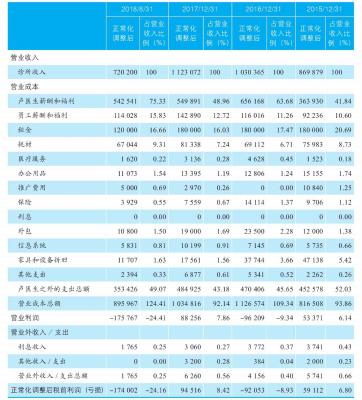 2018/8/31 2017/12/31 2016/12/31 2015/12/31
正常化调整后 占营业收入比例（%） 正常化调整后 占营业收入比例（%） 正常化调整后 占营业收入比例（%） 正常化调整后 占营业收入比例（%）
营业收入
诊所收入 720 200 100 1 123 072 100 1 030 365 100 869 879 100
营业成本
卢医生薪酬和福利 542 541 75.33 549 891 48.96 656 168 63.68 363 930 41.84
员工薪酬和福利 114 028 15.83 142 890 12.72 116 016 11.26 92 236 10.60
租金 120 000 16.66 180 000 16.03 180 000 17.47 180 000 20.69
耗材 67 044 9.31 81 338 7.24 69 112 6.71 75 983 8.73
医疗服务 1 620 0.22 3 136 0.28 4 628 0.45 1 523 0.18
办公用品 11 073 1.54 13 395 1.19 12 806 1.24 15 155 1.74
推广费用 5 000 0.69 2 970 0.26 0 0.00 10 840 1.25
保险 3 929 0.55 7 559 0.67 14 114 1.37 9 706 1.12
利息 0 0.00 0 0.00 0 0.00 0 0.00
外包 10 800 1.50 19 000 1.69 23 500 2.28 12 000 1.38
信息系统 5 831 0.81 10 199 0.91 7 145 0.69 5 735 0.66
家具和设备折旧 11 707 1.63 17 561 1.56 37 744 3.66 47 138 5.42
其他支出 2 394 0.33 6 877 0.61 5 341 0.52 2 262 0.26
卢医生之外的支出总额 353 426 49.07 484 925 43.18 470 406 45.65 452 578 52.03
营业成本总额 895 967 124.41 1 034 816 92.14 1 126 574 109.34 816 508 93.86
营业利润 -175 767 -24.41 88 256 7.86 -96 209 -9.34 53 371 6.14
营业外收入 / 支出
利息收入 1 765 0.25 3 060 0.27 3 772 0.37 3 741 0.43
其他收入 / 支出 0 0.00 3 200 0.28 384 0.04 2 000 0.23
营业外收入 / 支出总额 1 765 0.25 6 260 0.56 4 156 0.40 5 741 0.66
正常化调整后税前利润（亏损） -174 002 -24.16 94 516 8.42 -92 053 -8.93 59 112 6.80